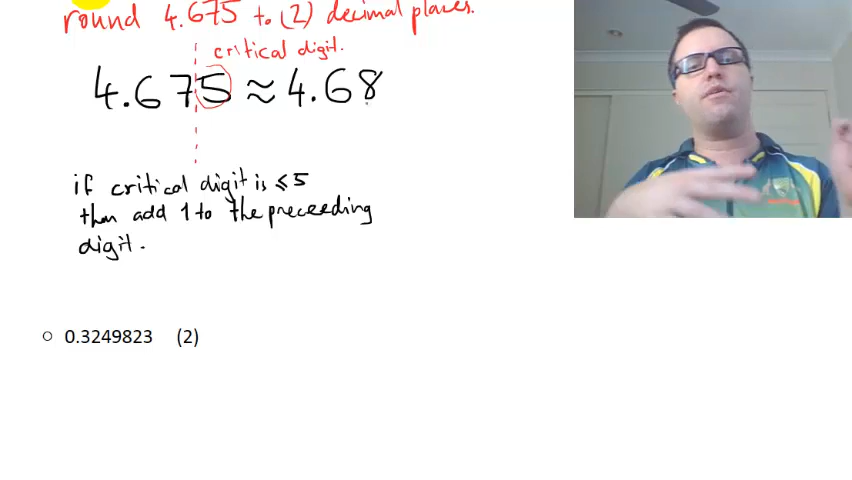 round 4.675 to (2) decimal places.
critical digit.
4.675 ≈ 4.68
if critical digit is ⩽5
then add 1 to the preceeding
digit.
0.3249823 (2)